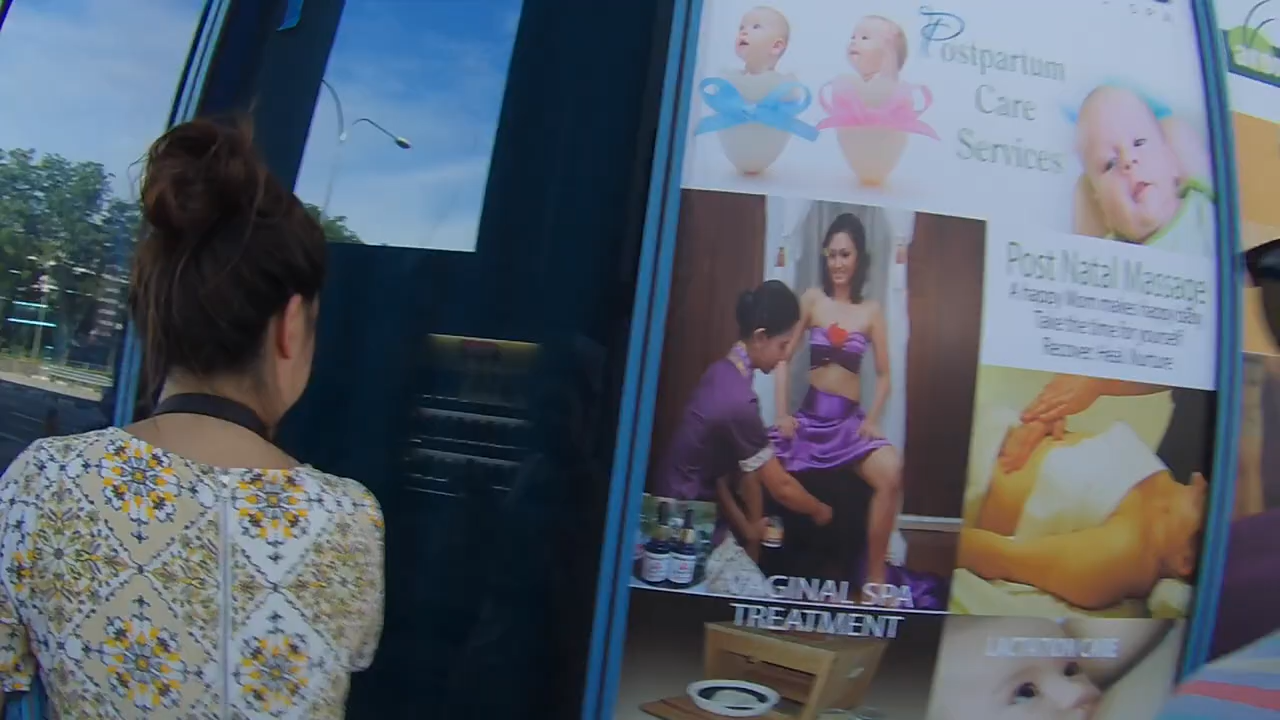 SPA
Postpartum
Care
Services
Post Natal Massage
A happy Mom makes happy baby
Take the time for yourself
Recover. Heal. Nurture.
VAGINAL SPA
TREATMENT
LACTATION CARE